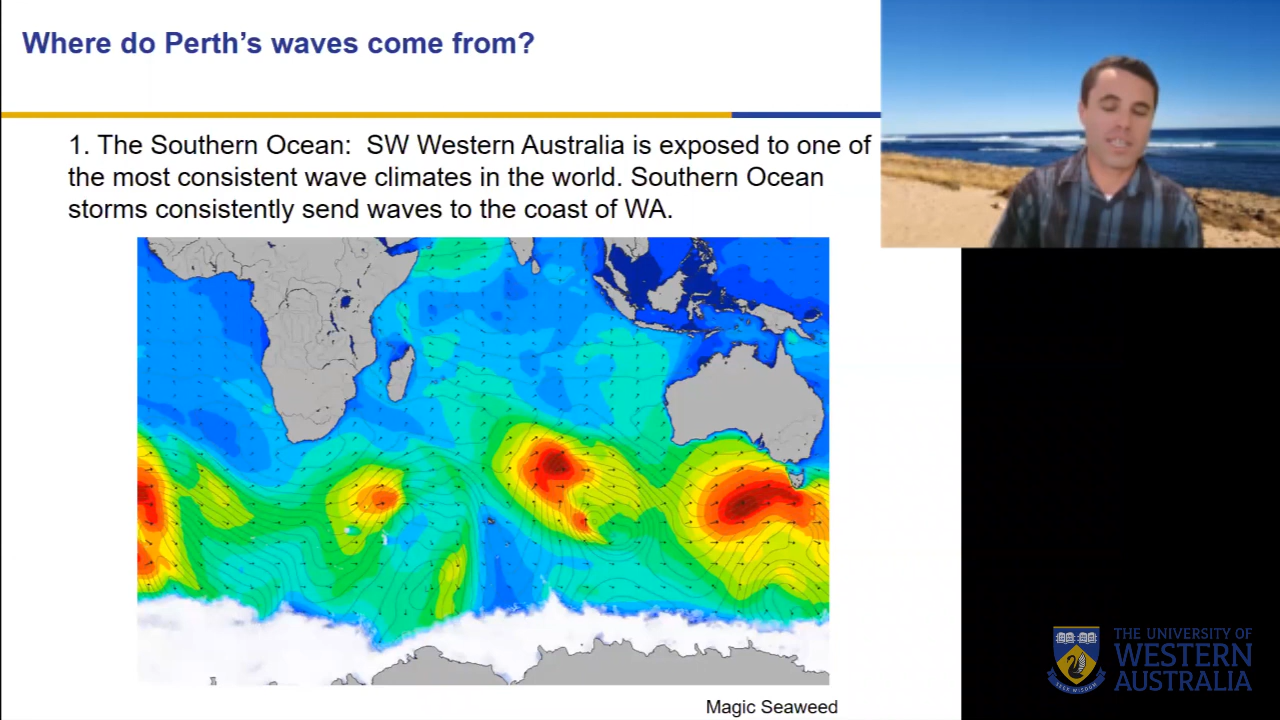 Where do Perth’s waves come from?
1. The Southern Ocean: SW Western Australia is exposed to one of
the most consistent wave climates in the world. Southern Ocean
storms consistently send waves to the coast of WA.
Magic Seaweed
THE UNIVERSITY OF
WESTERN
AUSTRALIA
SEEK WISDOM